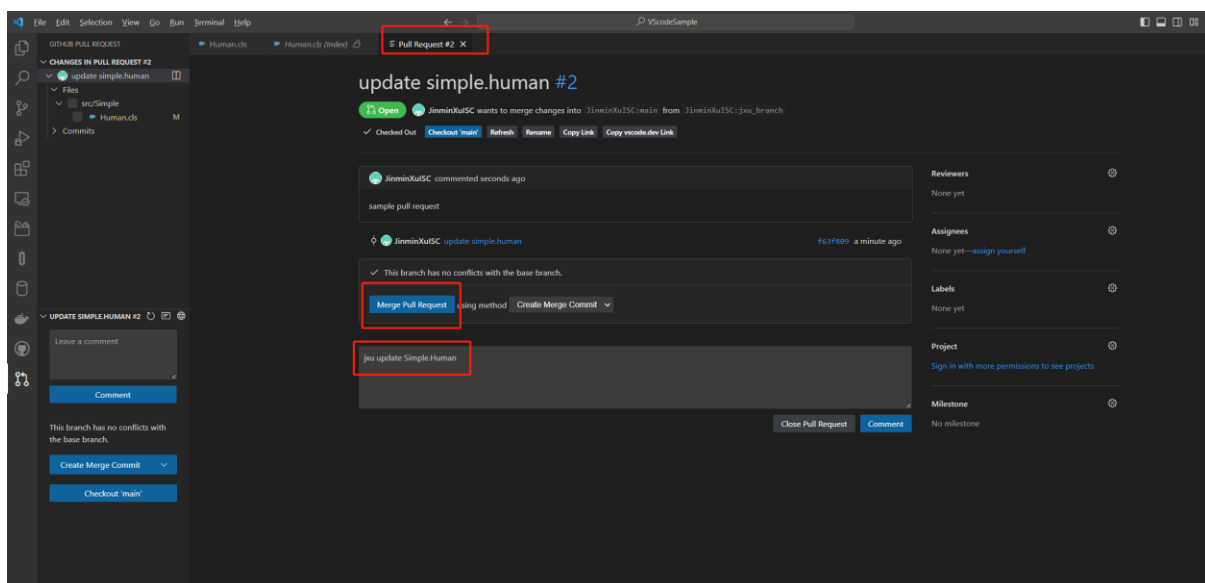 File Edit Selection View Go Run Terminal Help
VScodeSample
GITHUB PULL REQUEST
Human.cls
Human.cls (Index)
Pull Request #2
CHANGES IN PULL REQUEST #2
update simple.human
Files
src/Simple
Human.cls M
Commits
update simple.human #2
Open
JinminXuISC wants to merge changes into JinminXuISC:main from JinminXuISC:jxu_branch
Checked Out
Checkout 'main'
Refresh
Rename
Copy Link
Copy vscode.dev Link
JinminXuISC commented seconds ago
sample pull request
JinminXuISC update simple.human f63f809 a minute ago
This branch has no conflicts with the base branch.
Merge Pull Request using method Create Merge Commit
jxu update Simple.Human
Close Pull Request
Comment
Reviewers
None yet
Assignees
None yet—assign yourself
Labels
None yet
Project
Sign in with more permissions to see projects
Milestone
No milestone
UPDATE SIMPLE.HUMAN #2
Leave a comment
Comment
This branch has no conflicts with
the base branch.
Create Merge Commit
Checkout 'main'